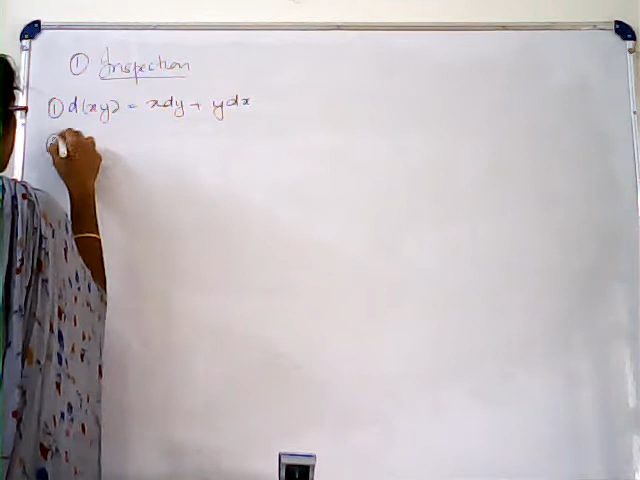 ① Inspection
① d(xy) = xdy + ydx